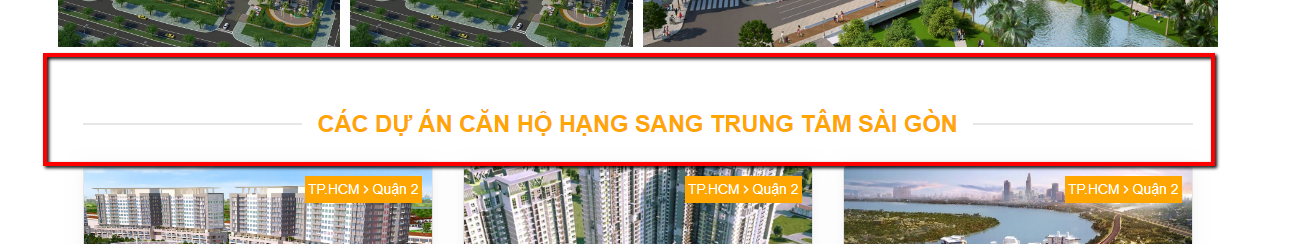 CÁC DỰ ÁN CĂN HỘ HẠNG SANG TRUNG TÂM SÀI GÒN
TP.HCM > Quận 2
TP.HCM > Quận 2
TP.HCM > Quận 2